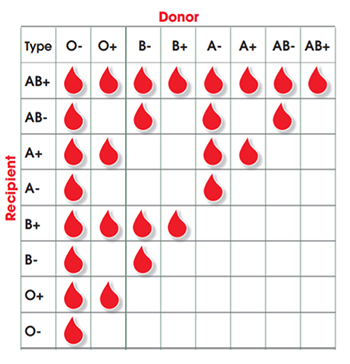 Donor
Type O- O+ B- B+ A- A+ AB- AB+
Recipient
AB+
AB-
A+
A-
B+
B-
O+
O-